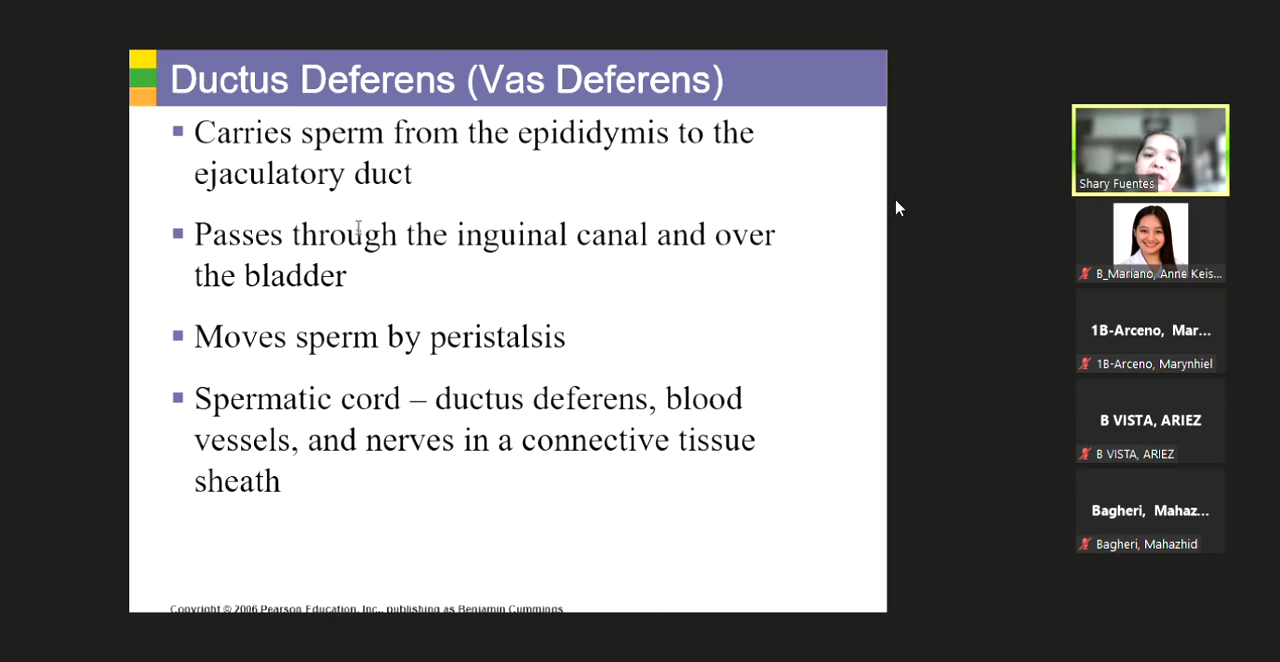 Ductus Deferens (Vas Deferens)
Carries sperm from the epididymis to the
ejaculatory duct
Passes through the inguinal canal and over
the bladder
Moves sperm by peristalsis
Spermatic cord – ductus deferens, blood
vessels, and nerves in a connective tissue
sheath
Copyright © 2006 Pearson Education, Inc., publishing as Benjamin Cummings
Shary Fuentes
B_Mariano, Anne Keis...
1B-Arceno, Mar...
1B-Arceno, Marynhiel
B VISTA, ARIEZ
B VISTA, ARIEZ
Bagheri, Mahaz...
Bagheri, Mahazhid